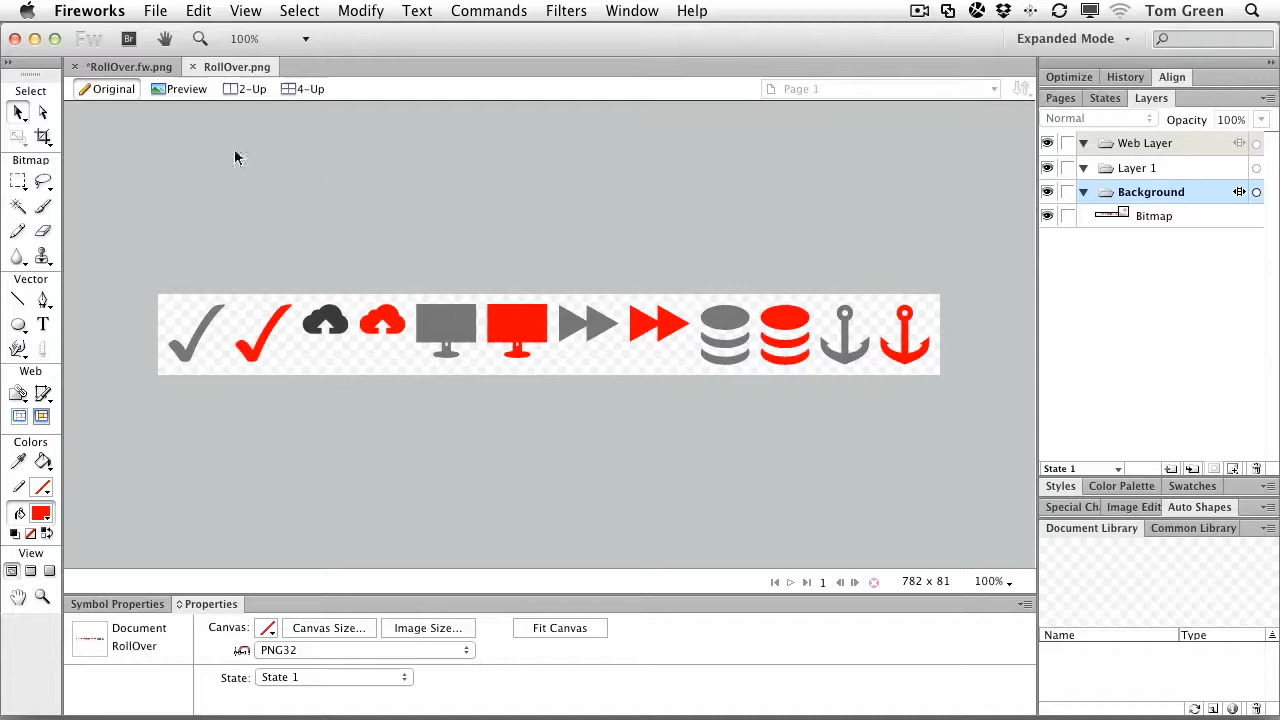 Fireworks File Edit View Select Modify Text Commands Filters Window Help Tom Green
Fw Br 100% Expanded Mode
*RollOver.fw.png RollOver.png
Original Preview 2-Up 4-Up Page 1
Select
Bitmap
Vector
Web
Colors
View
Optimize History Align
Pages States Layers
Normal Opacity 100%
Web Layer
Layer 1
Background
Bitmap
State 1
Styles Color Palette Swatches
Special Ch Image Edit Auto Shapes
Document Library Common Library
Name Type
1 782 x 81 100%
Symbol Properties Properties
Document
RollOver
Canvas: Canvas Size... Image Size... Fit Canvas
PNG32
State: State 1